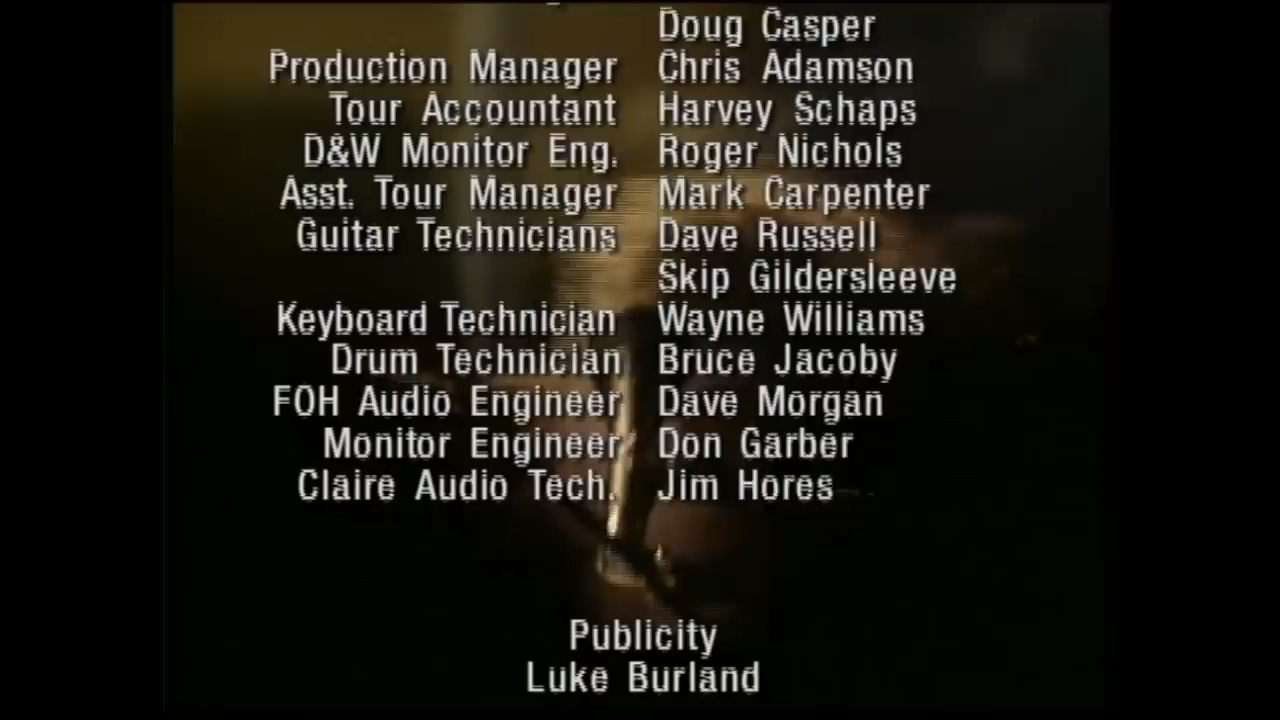 Doug Casper
Production Manager Chris Adamson
Tour Accountant Harvey Schaps
D&W Monitor Eng. Roger Nichols
Asst. Tour Manager Mark Carpenter
Guitar Technicians Dave Russell
Skip Gildersleeve
Keyboard Technician Wayne Williams
Drum Technician Bruce Jacoby
FOH Audio Engineer Dave Morgan
Monitor Engineer Don Garber
Claire Audio Tech. Jim Hores
Publicity
Luke Burland